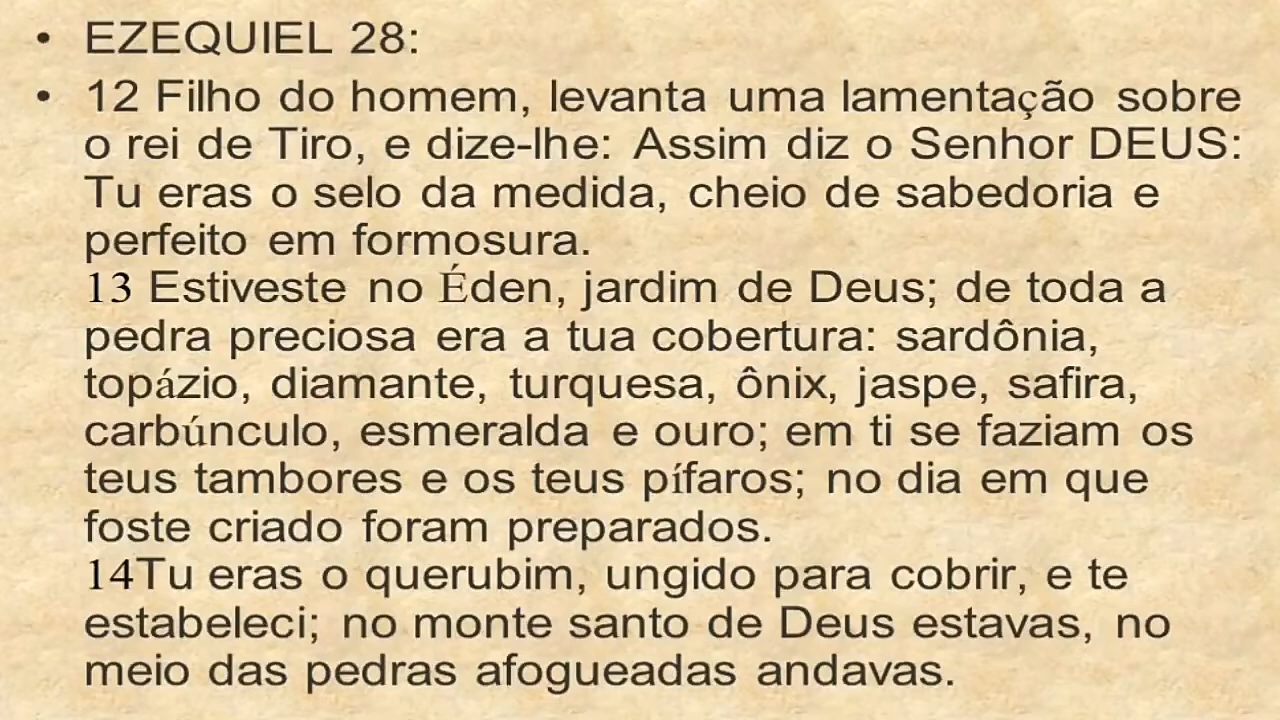 • EZEQUIEL 28:
• 12 Filho do homem, levanta uma lamentação sobre
o rei de Tiro, e dize-lhe: Assim diz o Senhor DEUS:
Tu eras o selo da medida, cheio de sabedoria e
perfeito em formosura.
13 Estiveste no Éden, jardim de Deus; de toda a
pedra preciosa era a tua cobertura: sardônia,
topázio, diamante, turquesa, ônix, jaspe, safira,
carbúnculo, esmeralda e ouro; em ti se faziam os
teus tambores e os teus pífaros; no dia em que
foste criado foram preparados.
14Tu eras o querubim, ungido para cobrir, e te
estabeleci; no monte santo de Deus estavas, no
meio das pedras afogueadas andavas.